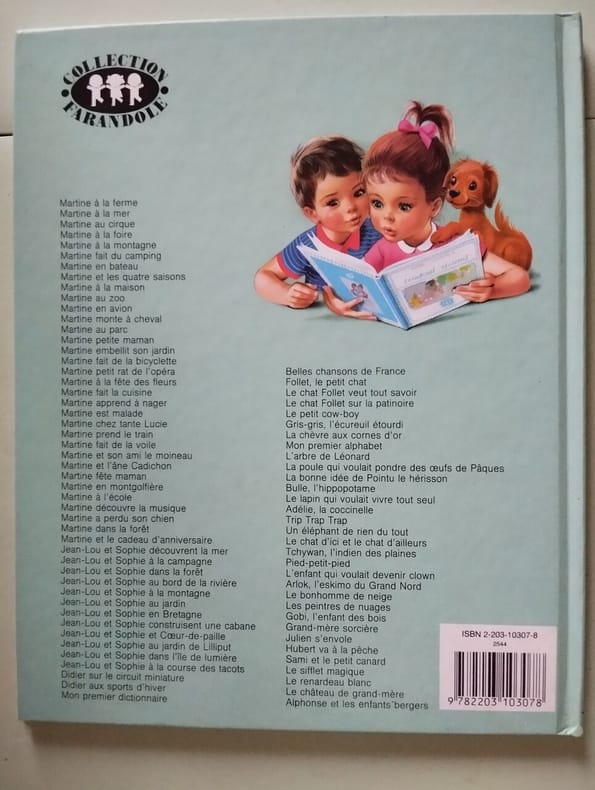 COLLECTION
FARANDOLE
Martine à la ferme
Martine à la mer
Martine au cirque
Martine à la foire
Martine à la montagne
Martine fait du camping
Martine en bateau
Martine et les quatre saisons
Martine à la maison
Martine au zoo
Martine en avion
Martine monte à cheval
Martine au parc
Martine petite maman
Martine embellit son jardin
Martine fait de la bicyclette
Martine petit rat de l'opéra
Martine à la fête des fleurs
Martine fait la cuisine
Martine apprend à nager
Martine est malade
Martine chez tante Lucie
Martine prend le train
Martine fait de la voile
Martine et son ami le moineau
Martine et l'âne Cadichon
Martine fête maman
Martine en montgolfière
Martine à l'école
Martine découvre la musique
Martine a perdu son chien
Martine dans la forêt
Martine et le cadeau d'anniversaire
Jean-Lou et Sophie découvrent la mer
Jean-Lou et Sophie à la campagne
Jean-Lou et Sophie dans la forêt
Jean-Lou et Sophie au bord de la rivière
Jean-Lou et Sophie à la montagne
Jean-Lou et Sophie au jardin
Jean-Lou et Sophie en Bretagne
Jean-Lou et Sophie construisent une cabane
Jean-Lou et Sophie et Cœur-de-paille
Jean-Lou et Sophie au jardin de Lilliput
Jean-Lou et Sophie dans l'île de lumière
Jean-Lou et Sophie à la course des tacots
Didier sur le circuit miniature
Didier aux sports d'hiver
Mon premier dictionnaire
Belles chansons de France
Follet, le petit chat
Le chat Follet veut tout savoir
Le chat Follet sur la patinoire
Le petit cow-boy
Gris-gris, l'écureuil étourdi
La chèvre aux cornes d'or
Mon premier alphabet
L'arbre de Léonard
La poule qui voulait pondre des œufs de Pâques
La bonne idée de Pointu le hérisson
Bulle, l'hippopotame
Le lapin qui voulait vivre tout seul
Adélie, la coccinelle
Trip Trap Trap
Un éléphant de rien du tout
Le chat d'ici et le chat d'ailleurs
Tchywan, l'indien des plaines
Pied-petit-pied
L'enfant qui voulait devenir clown
Arlok, l'eskimo du Grand Nord
Le bonhomme de neige
Les peintres de nuages
Gobi, l'enfant des bois
Grand-mère sorcière
Julien s'envole
Hubert va à la pêche
Sami et le petit canard
Le sifflet magique
Le renardeau blanc
Le château de grand-mère
Alphonse et les enfants bergers
ISBN 2-203-10307-8
2544
9 782203 103078